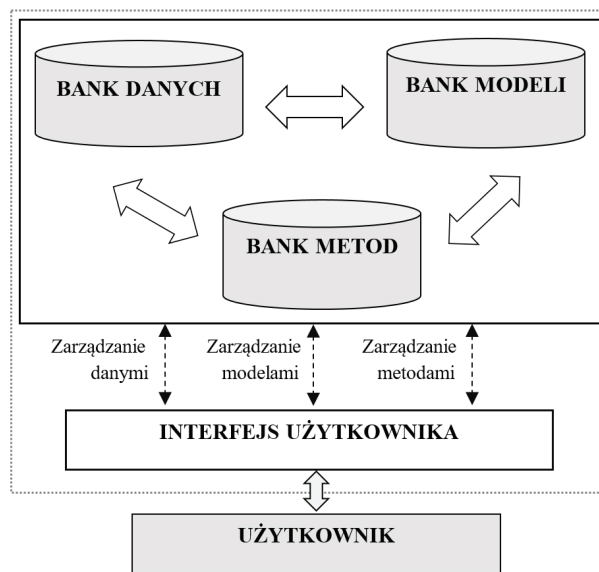 BANK DANYCH
BANK MODELI
BANK METOD
Zarządzanie
danymi
Zarządzanie
modelami
Zarządzanie
metodami
INTERFEJS UŻYTKOWNIKA
UŻYTKOWNIK